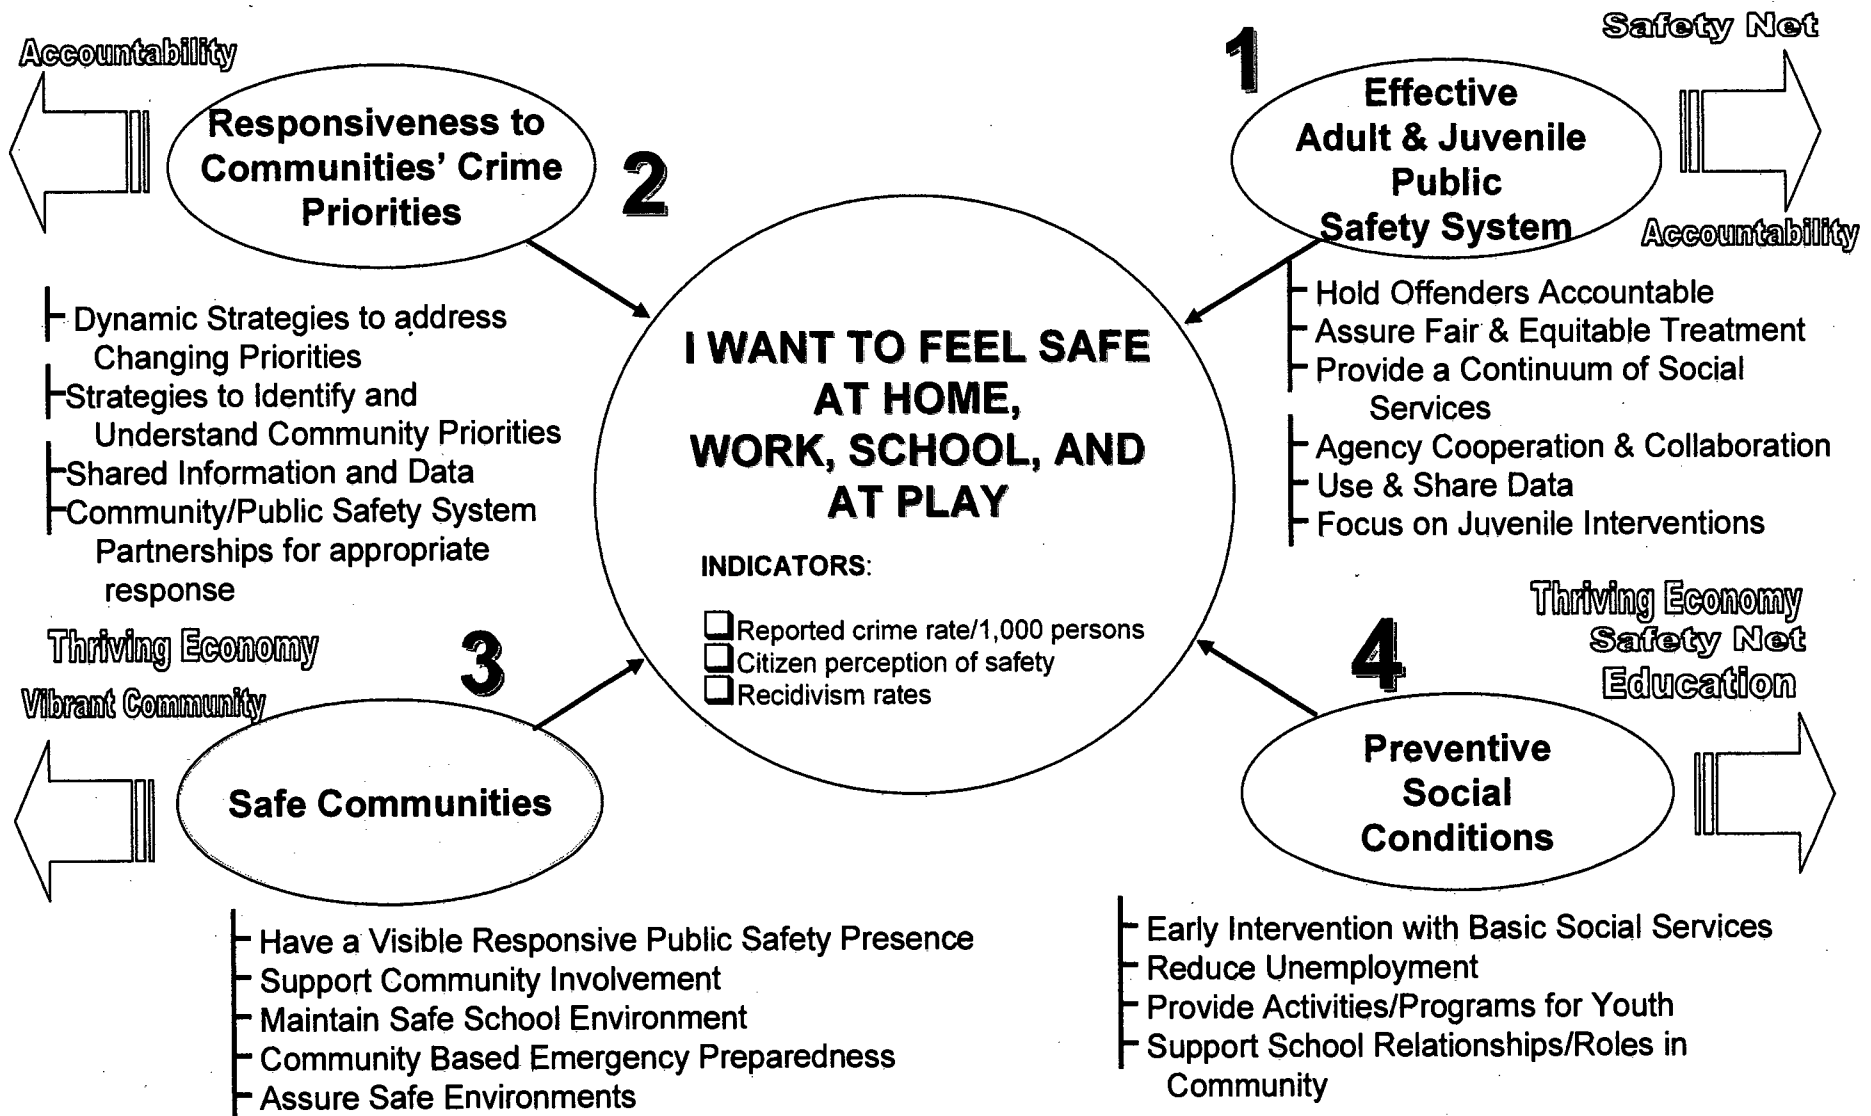 Accountability
Responsiveness to
Communities' Crime
Priorities
2
Dynamic Strategies to address
Changing Priorities
Strategies to Identify and
Understand Community Priorities
Shared Information and Data
Community/Public Safety System
Partnerships for appropriate
response
1
Safety Net
Effective
Adult & Juvenile
Public
Safety System
Accountability
Hold Offenders Accountable
Assure Fair & Equitable Treatment
Provide a Continuum of Social
Services
Agency Cooperation & Collaboration
Use & Share Data
Focus on Juvenile Interventions
I WANT TO FEEL SAFE
AT HOME,
WORK, SCHOOL, AND
AT PLAY
INDICATORS:
Reported crime rate/1,000 persons
Citizen perception of safety
Recidivism rates
Thriving Economy
Vibrant Community
3
Safe Communities
Have a Visible Responsive Public Safety Presence
Support Community Involvement
Maintain Safe School Environment
Community Based Emergency Preparedness
Assure Safe Environments
Thriving Economy
Safety Net
Education
4
Preventive
Social
Conditions
Early Intervention with Basic Social Services
Reduce Unemployment
Provide Activities/Programs for Youth
Support School Relationships/Roles in
Community